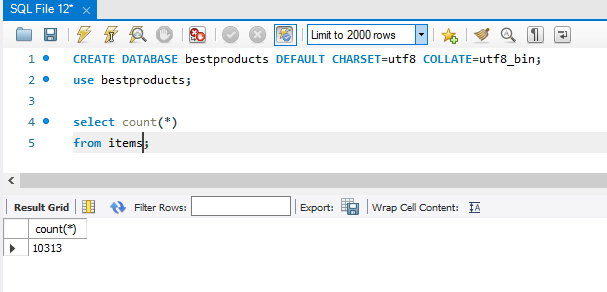 SQL File 12*
Limit to 2000 rows
1 CREATE DATABASE bestproducts DEFAULT CHARSET=utf8 COLLATE=utf8_bin;
2 use bestproducts;
3
4 select count(*)
5 from items;
Result Grid Filter Rows: Export: Wrap Cell Content:
count(*)
10313